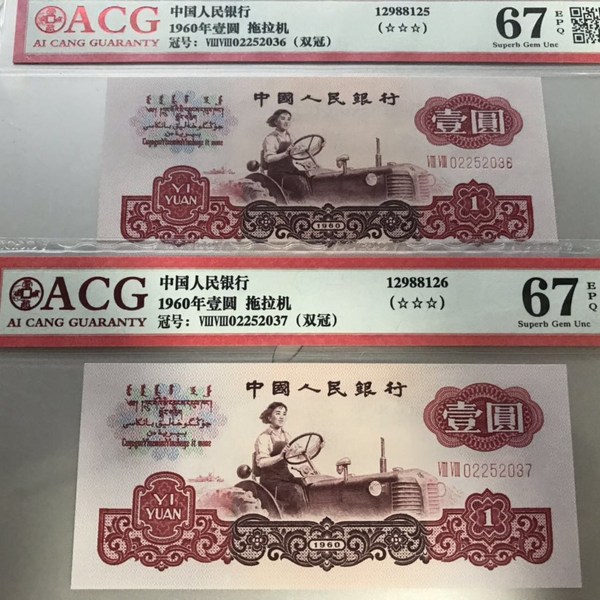 ACG
AI CANG GUARANTY
中国人民银行
1960年壹圆 拖拉机
冠号：ⅧⅧ02252036（双冠）
12988125
（☆☆☆）
67
EPQ
Superb Gem Unc
中國人民銀行
壹圓
ⅧⅧ 02252036
YI
YUAN
1960
1
ACG
AI CANG GUARANTY
中国人民银行
1960年壹圆 拖拉机
冠号：ⅧⅧ02252037（双冠）
12988126
（☆☆☆）
67
EPQ
Superb Gem Unc
中國人民銀行
壹圓
ⅧⅧ 02252037
YI
YUAN
1960
1